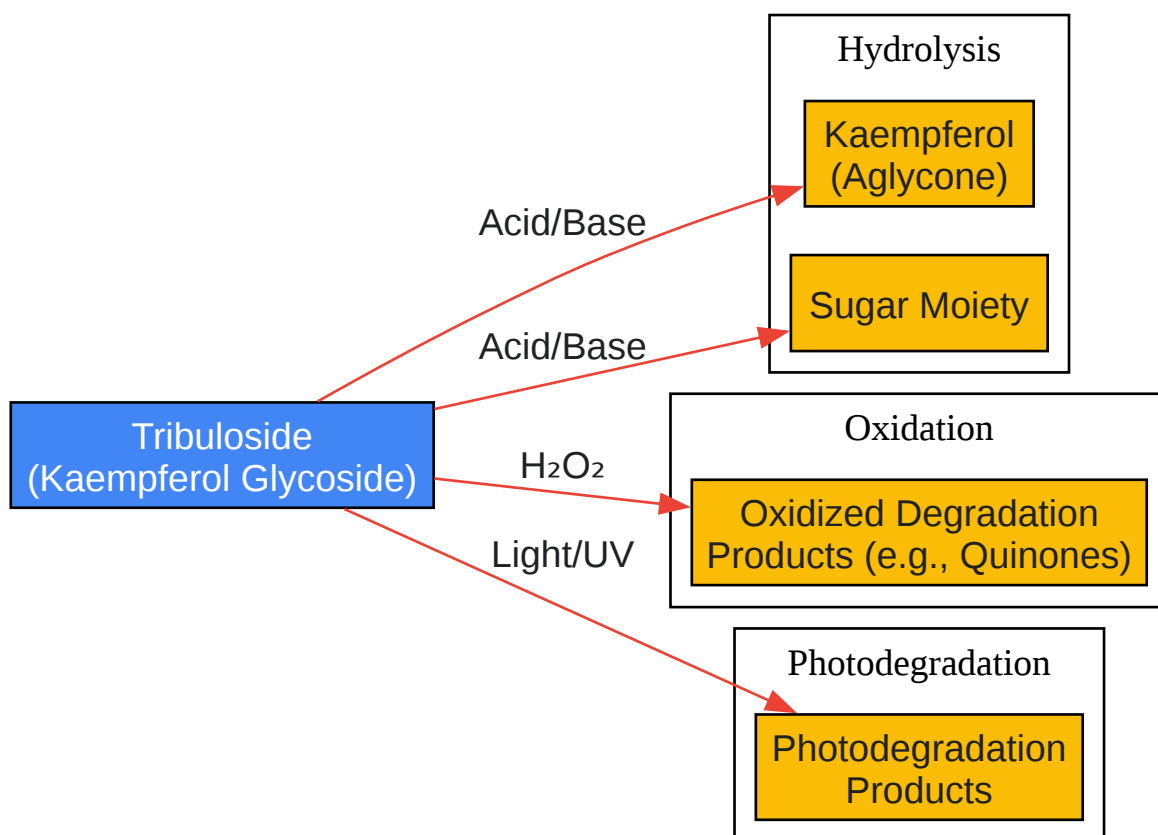 Hydrolysis
Kaempferol
(Aglycone)
Acid/Base
Sugar Moiety
Acid/Base
Tribuloside
(Kaempferol Glycoside)
Oxidation
H₂O₂
Oxidized Degradation
Products (e.g., Quinones)
Light/UV
Photodegradation
Photodegradation
Products